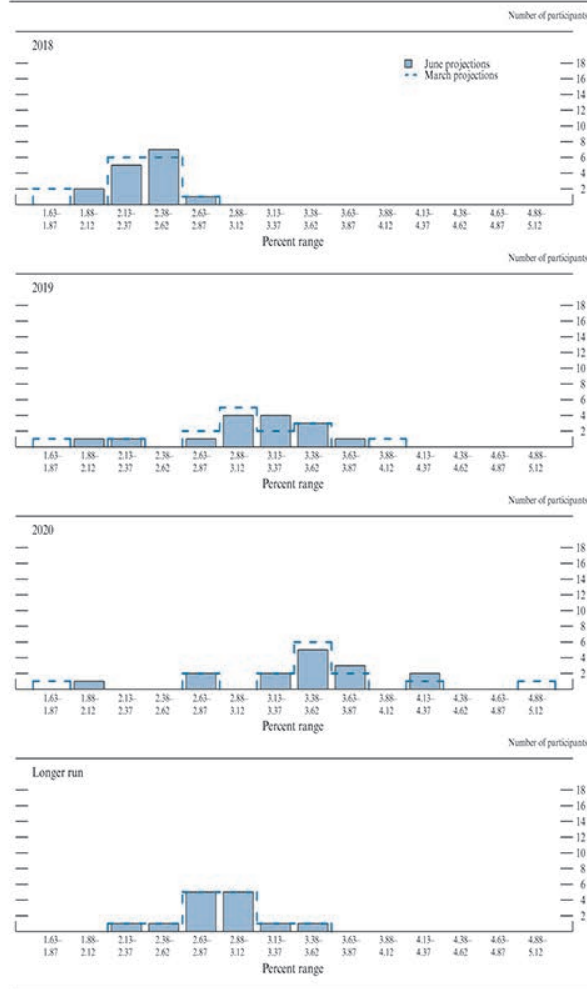 Number of participants
2018
June projections
March projections
18
16
14
12
10
8
6
4
2
1.63– 1.88– 2.13– 2.38– 2.63– 2.88– 3.13– 3.38– 3.63– 3.88– 4.13– 4.38– 4.63– 4.88–
1.87 2.12 2.37 2.62 2.87 3.12 3.37 3.62 3.87 4.12 4.37 4.62 4.87 5.12
Percent range
Number of participants
2019
18
16
14
12
10
8
6
4
2
1.63– 1.88– 2.13– 2.38– 2.63– 2.88– 3.13– 3.38– 3.63– 3.88– 4.13– 4.38– 4.63– 4.88–
1.87 2.12 2.37 2.62 2.87 3.12 3.37 3.62 3.87 4.12 4.37 4.62 4.87 5.12
Percent range
Number of participants
2020
18
16
14
12
10
8
6
4
2
1.63– 1.88– 2.13– 2.38– 2.63– 2.88– 3.13– 3.38– 3.63– 3.88– 4.13– 4.38– 4.63– 4.88–
1.87 2.12 2.37 2.62 2.87 3.12 3.37 3.62 3.87 4.12 4.37 4.62 4.87 5.12
Percent range
Number of participants
Longer run
18
16
14
12
10
8
6
4
2
1.63– 1.88– 2.13– 2.38– 2.63– 2.88– 3.13– 3.38– 3.63– 3.88– 4.13– 4.38– 4.63– 4.88–
1.87 2.12 2.37 2.62 2.87 3.12 3.37 3.62 3.87 4.12 4.37 4.62 4.87 5.12
Percent range